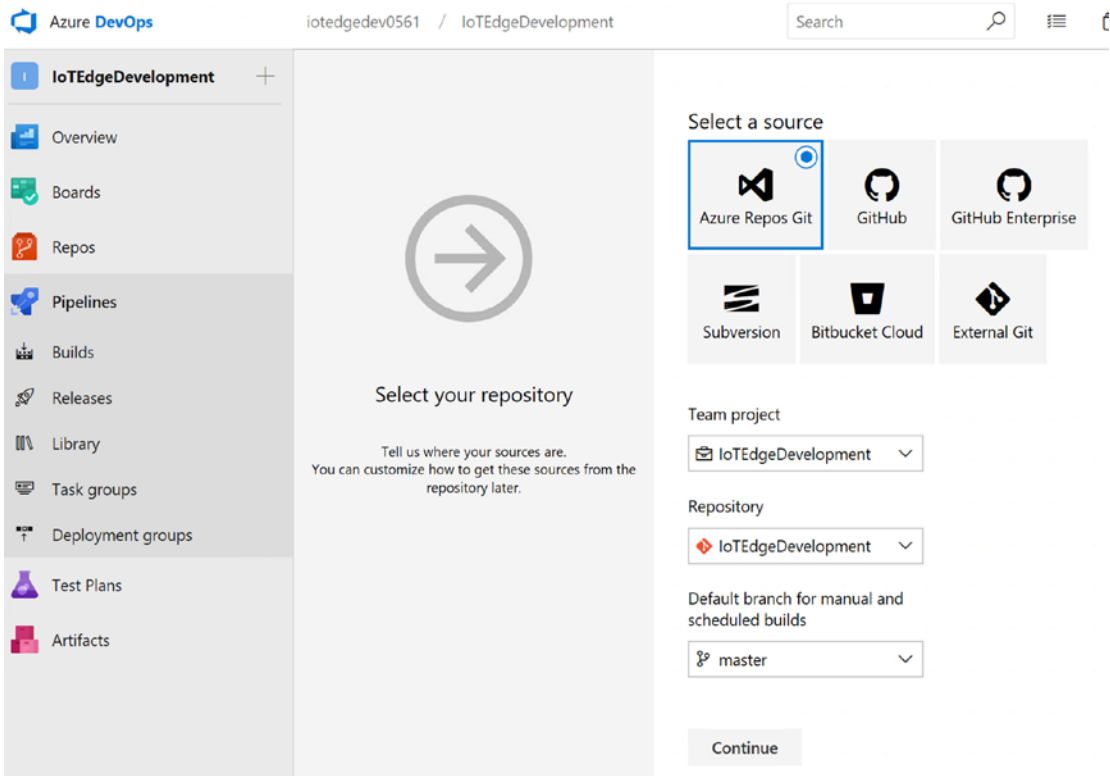 Azure DevOps
iotedgedev0561 / IoTEdgeDevelopment
Search
I
IoTEdgeDevelopment
Overview
Boards
Repos
Pipelines
Builds
Releases
Library
Task groups
Deployment groups
Test Plans
Artifacts
Select your repository
Tell us where your sources are.
You can customize how to get these sources from the
repository later.
Select a source
Azure Repos Git
GitHub
GitHub Enterprise
Subversion
Bitbucket Cloud
External Git
Team project
IoTEdgeDevelopment
Repository
IoTEdgeDevelopment
Default branch for manual and
scheduled builds
master
Continue